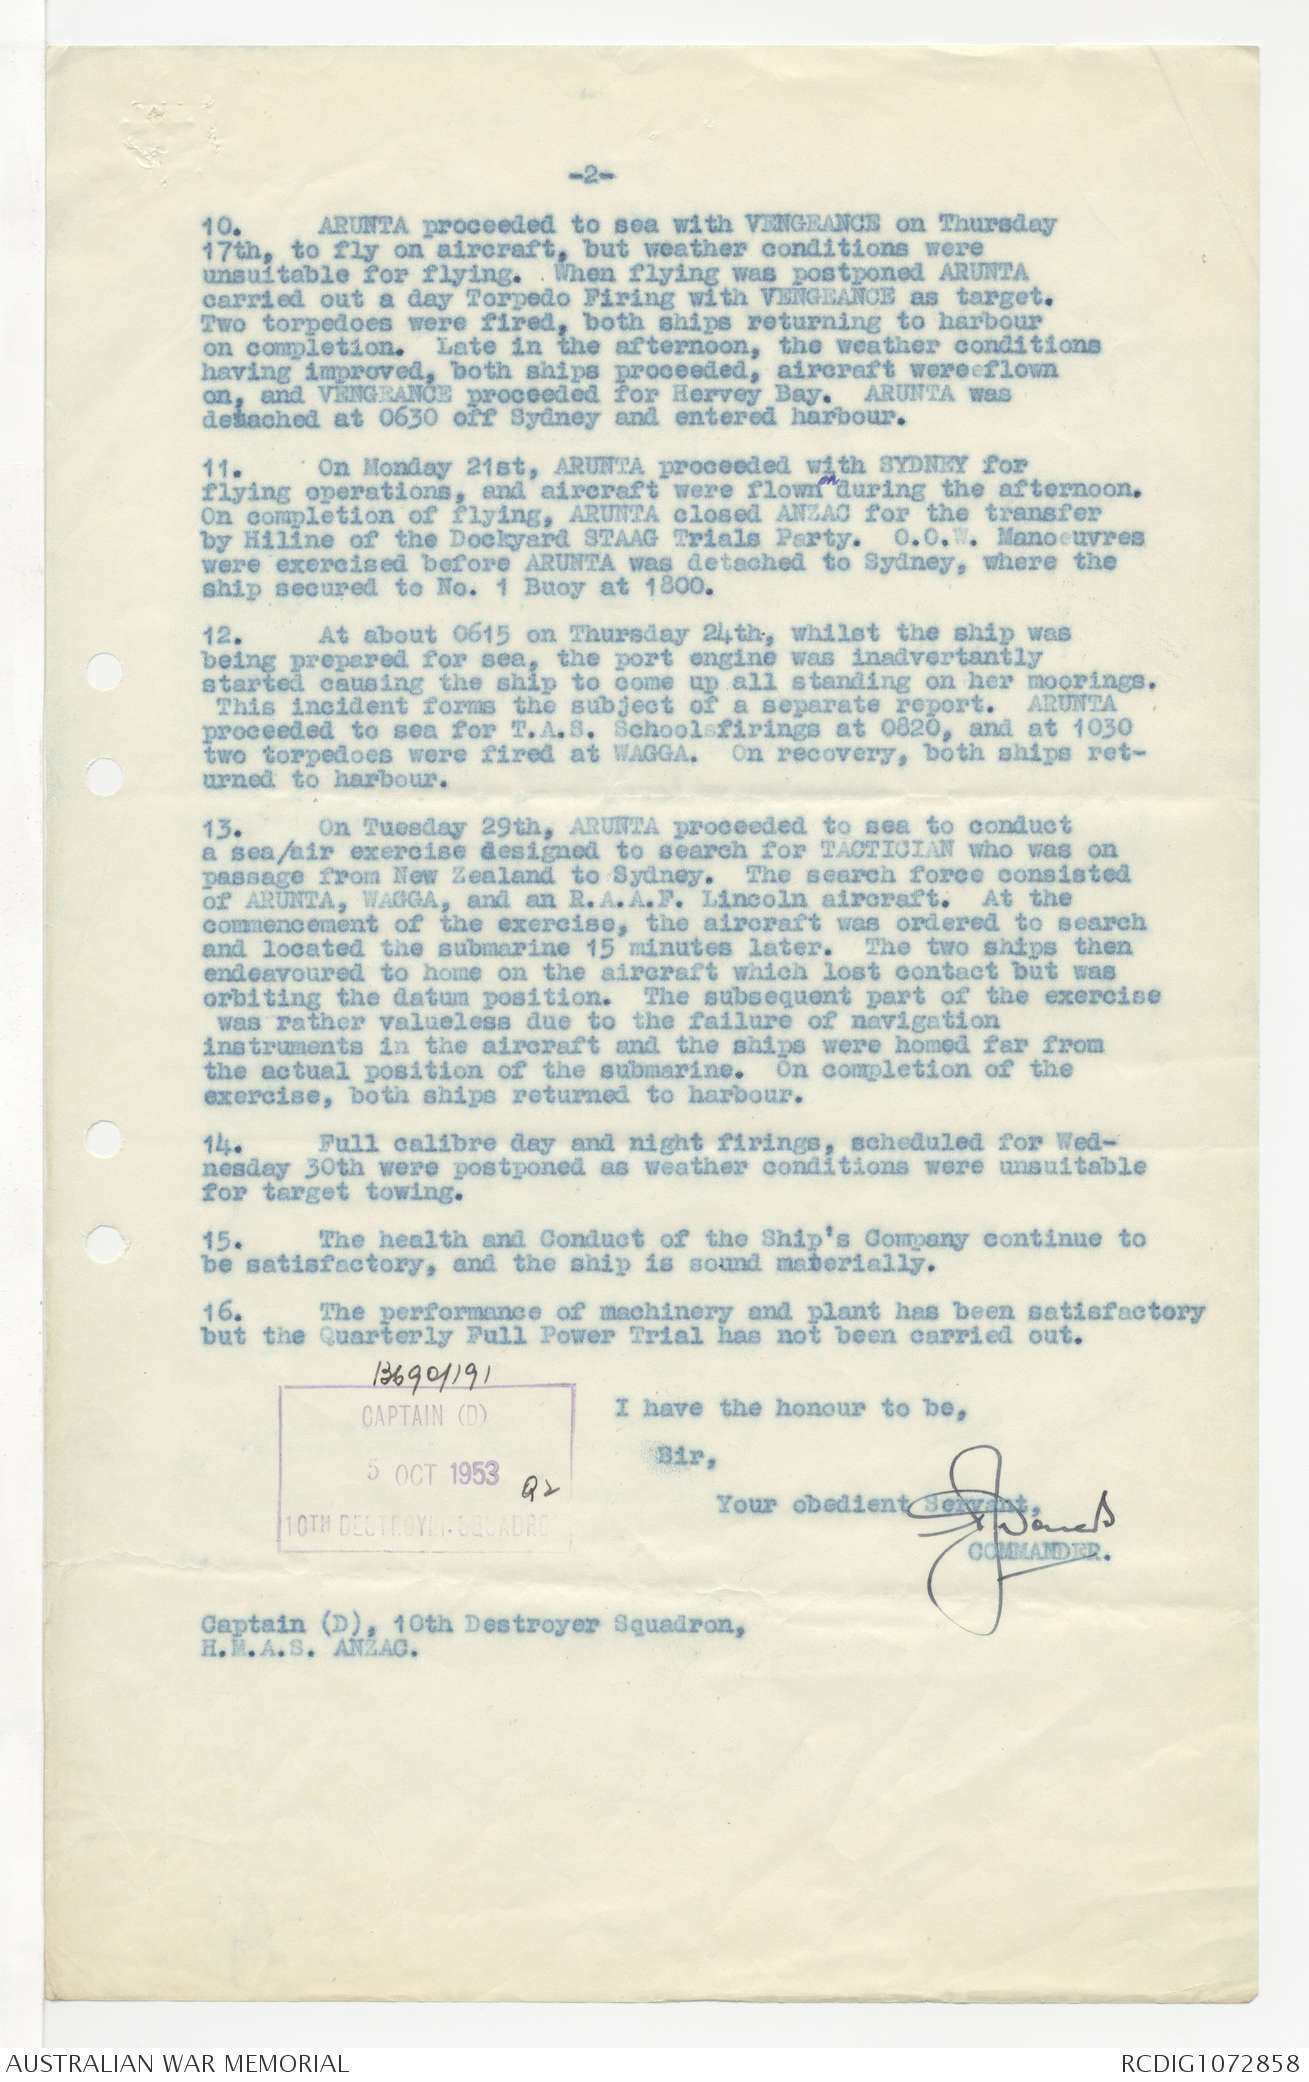 -2-
10. ARUNTA proceeded to sea with VENGEANCE on Thursday
17th, to fly on aircraft, but weather conditions were
unsuitable for flying. When flying was postponed ARUNTA
carried out a day Torpedo Firing with VENGEANCE as target.
Two torpedoes were fired, both ships returning to harbour
on completion. Late in the afternoon, the weather conditions
having improved, both ships proceeded, aircraft wereeflown
on, and VENGEANCE proceeded for Hervey Bay. ARUNTA was
detached at 0630 off Sydney and entered harbour.
11. On Monday 21st, ARUNTA proceeded with SYDNEY for
flying operations, and aircraft were flown on during the afternoon.
On completion of flying, ARUNTA closed ANZAC for the transfer
by Hiline of the Dockyard STAAG Trials Party. O.O.W. Manoeuvres
were exercised before ARUNTA was detached to Sydney, where the
ship secured to No. 1 Buoy at 1800.
12. At about 0615 on Thursday 24th, whilst the ship was
being prepared for sea, the port engine was inadvertantly
started causing the ship to come up all standing on her moorings.
This incident forms the subject of a separate report. ARUNTA
proceeded to sea for T.A.S. Schoolsfirings at 0820, and at 1030
two torpedoes were fired at WAGGA. On recovery, both ships ret-
urned to harbour.
13. On Tuesday 29th, ARUNTA proceeded to sea to conduct
a sea/air exercise designed to search for TACTICIAN who was on
passage from New Zealand to Sydney. The search force consisted
of ARUNTA, WAGGA, and an R.A.A.F. Lincoln aircraft. At the
commencement of the exercise, the aircraft was ordered to search
and located the submarine 15 minutes later. The two ships then
endeavoured to home on the aircraft which lost contact but was
orbiting the datum position. The subsequent part of the exercise
was rather valueless due to the failure of navigation
instruments in the aircraft and the ships were homed far from
the actual position of the submarine. On completion of the
exercise, both ships returned to harbour.
14. Full calibre day and night firings, scheduled for Wed-
nesday 30th were postponed as weather conditions were unsuitable
for target towing.
15. The health and Conduct of the Ship's Company continue to
be satisfactory, and the ship is sound materially.
16. The performance of machinery and plant has been satisfactory
but the Quarterly Full Power Trial has not been carried out.
B690/191
CAPTAIN (D)
5 OCT 1953
10TH DESTROYER SQUADRO
I have the honour to be,
Sir,
Your obedient Servant,
COMMANDER.
Captain (D), 10th Destroyer Squadron,
H.M.A.S. ANZAC.
AUSTRALIAN WAR MEMORIAL
RCDIG1072858